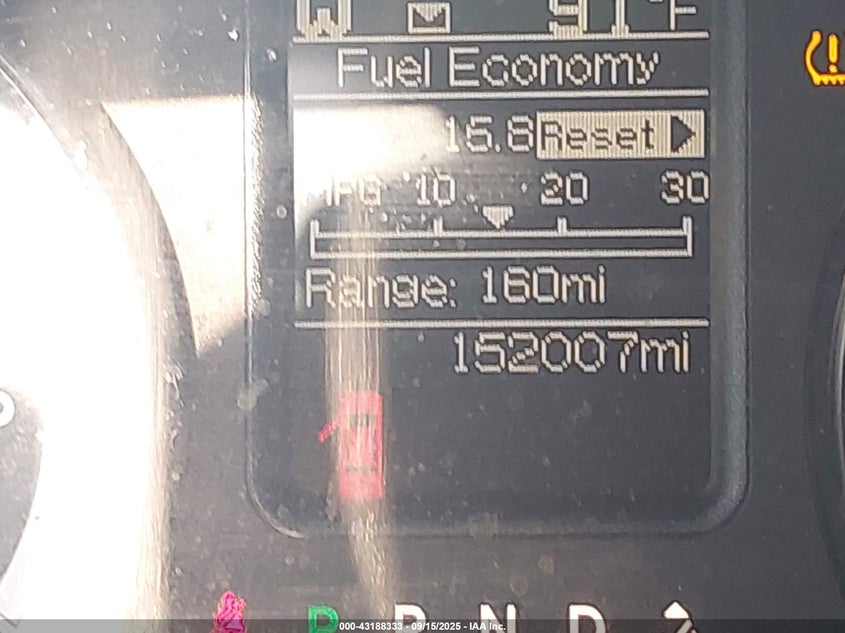 W 91°F
Fuel Economy
15.8 Reset
MPG 10 20 30
Range: 160mi
152007mi
P R N D
000-43188333 - 09/15/2025 - IAA Inc.